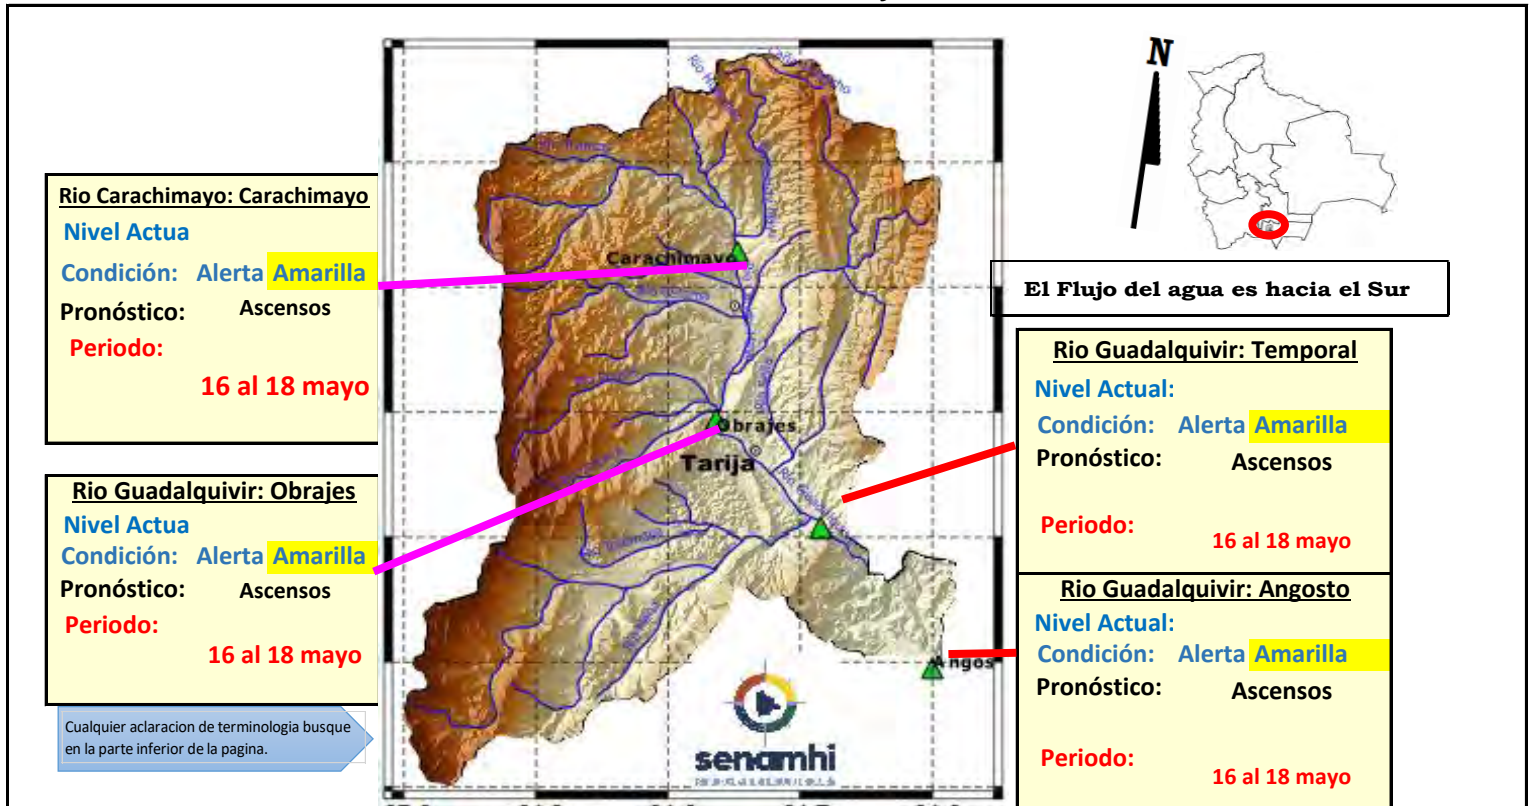 Rio Carachimayo: Carachimayo
Nivel Actua
Condición: Alerta Amarilla
Pronóstico: Ascensos
Periodo:
16 al 18 mayo
Rio Guadalquivir: Obrajes
Nivel Actua
Condición: Alerta Amarilla
Pronóstico: Ascensos
Periodo:
16 al 18 mayo
Cualquier aclaracion de terminologia busque
en la parte inferior de la pagina.
Carachimayo
Obrajes
Tarija
Angos
senamhi
N
El Flujo del agua es hacia el Sur
Rio Guadalquivir: Temporal
Nivel Actual:
Condición: Alerta Amarilla
Pronóstico: Ascensos
Periodo:
16 al 18 mayo
Rio Guadalquivir: Angosto
Nivel Actual:
Condición: Alerta Amarilla
Pronóstico: Ascensos
Periodo:
16 al 18 mayo